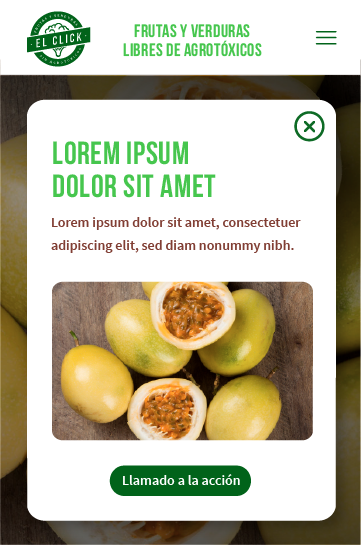 EL CLICK
FRUTAS Y VERDURAS
LIBRES DE AGROTÓXICOS
LOREM IPSUM
DOLOR SIT AMET
Lorem ipsum dolor sit amet, consectetuer
adipiscing elit, sed diam nonummy nibh.
Llamado a la acción